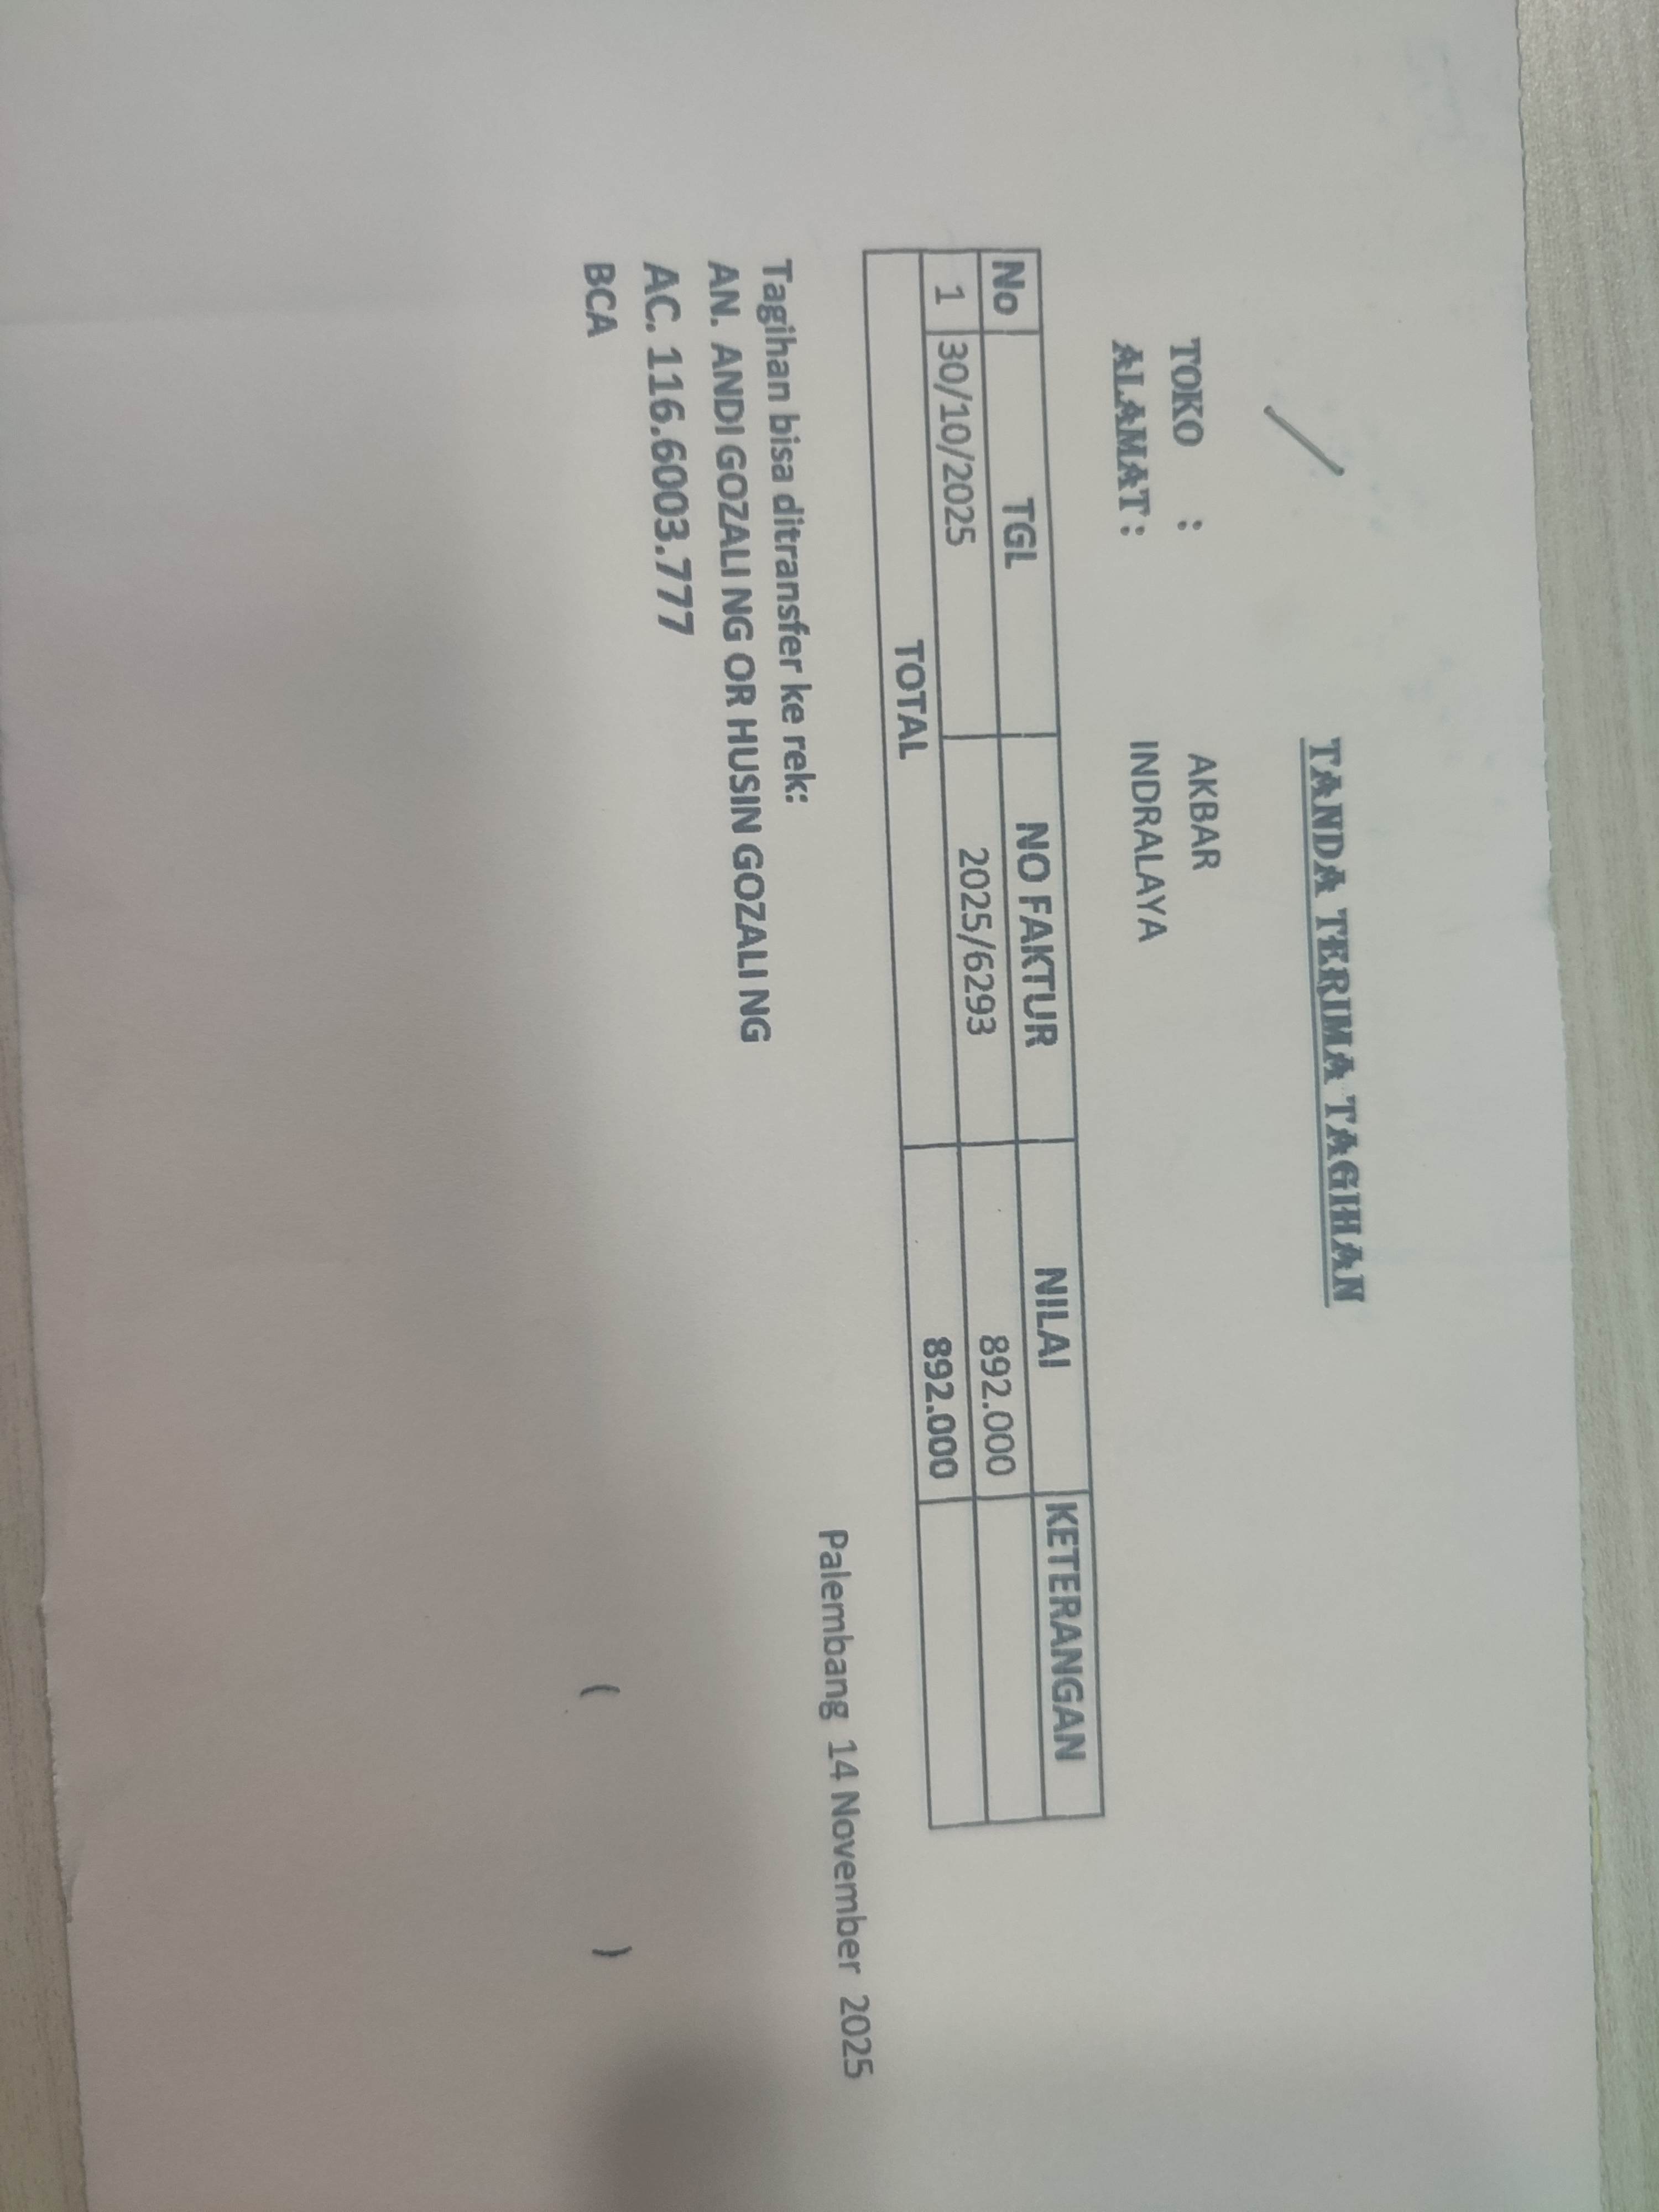 TANDA TERIMA TAGIHAN
TOKO : AKBAR
ALAMAT : INDRALAYA
No TGL NO FAKTUR NILAI KETERANGAN
1 30/10/2025 2025/6293 892.000
TOTAL 892.000
Palembang 14 November 2025
Tagihan bisa ditransfer ke rek:
AN. ANDI GOZALI NG OR HUSIN GOZALI NG
AC. 116.6003.777
BCA ( )